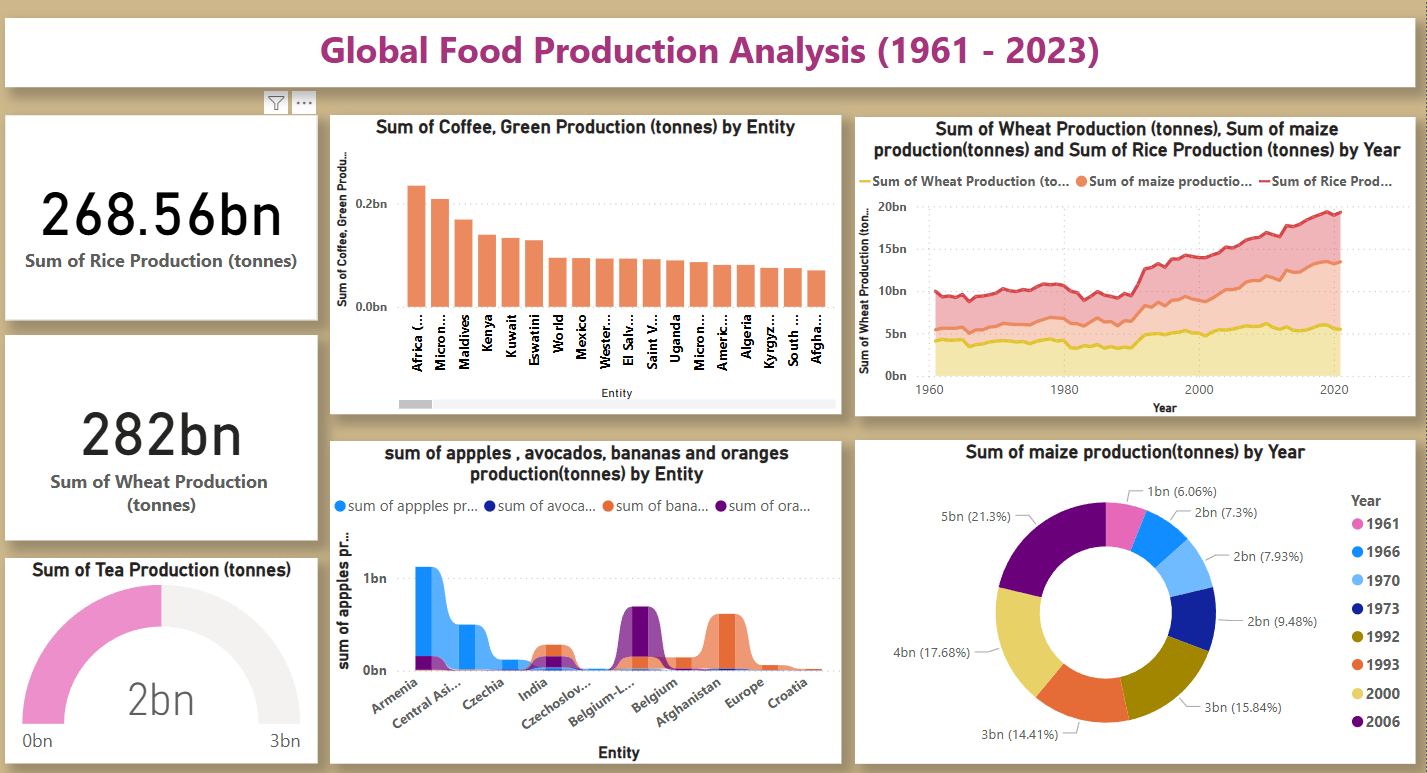 Global Food Production Analysis (1961 - 2023)
268.56bn
Sum of Rice Production (tonnes)
282bn
Sum of Wheat Production
(tonnes)
Sum of Tea Production (tonnes)
2bn
0bn
3bn
Sum of Coffee, Green Production (tonnes) by Entity
Sum of Coffee, Green Produ...
0.2bn
0.0bn
Africa (...
Micron...
Maldives
Kenya
Kuwait
Eswatini
World
Mexico
Wester...
El Salv...
Saint V...
Uganda
Micron...
Americ...
Algeria
Kyrgyz...
South ...
Afgha...
Entity
sum of appples , avocados, bananas and oranges
production(tonnes) by Entity
sum of appples pr...
sum of avoca...
sum of bana...
sum of ora...
sum of appples pr...
1bn
0bn
Armenia
Central Asi...
Czechia
India
Czechoslov...
Belgium-L...
Belgium
Afghanistan
Europe
Croatia
Entity
Sum of Wheat Production (tonnes), Sum of maize
production(tonnes) and Sum of Rice Production (tonnes) by Year
Sum of Wheat Production (to...
Sum of maize productio...
Sum of Rice Prod...
Sum of Wheat Production (ton...
20bn
15bn
10bn
5bn
0bn
1960
1980
2000
2020
Year
Sum of maize production(tonnes) by Year
1bn (6.06%)
2bn (7.3%)
2bn (7.93%)
2bn (9.48%)
3bn (15.84%)
3bn (14.41%)
4bn (17.68%)
5bn (21.3%)
Year
1961
1966
1970
1973
1992
1993
2000
2006